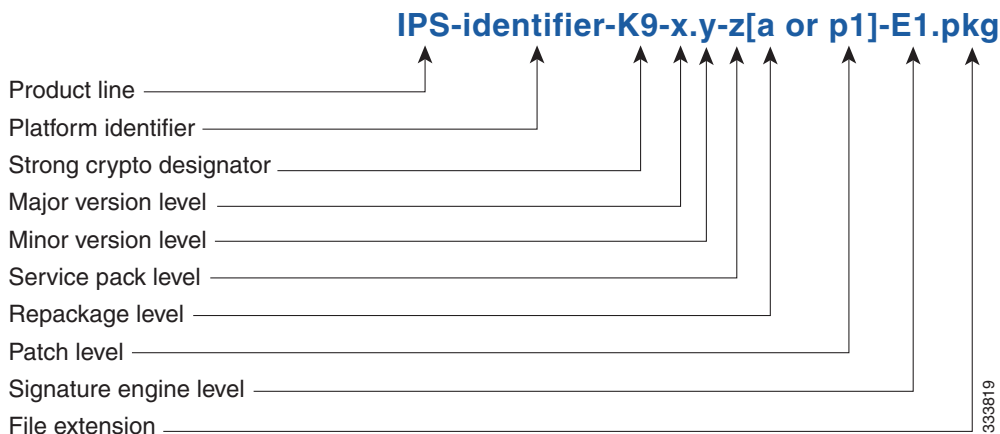 IPS-identifier-K9-x.y-z[a or p1]-E1.pkg
Product line
Platform identifier
Strong crypto designator
Major version level
Minor version level
Service pack level
Repackage level
Patch level
Signature engine level
File extension
333819